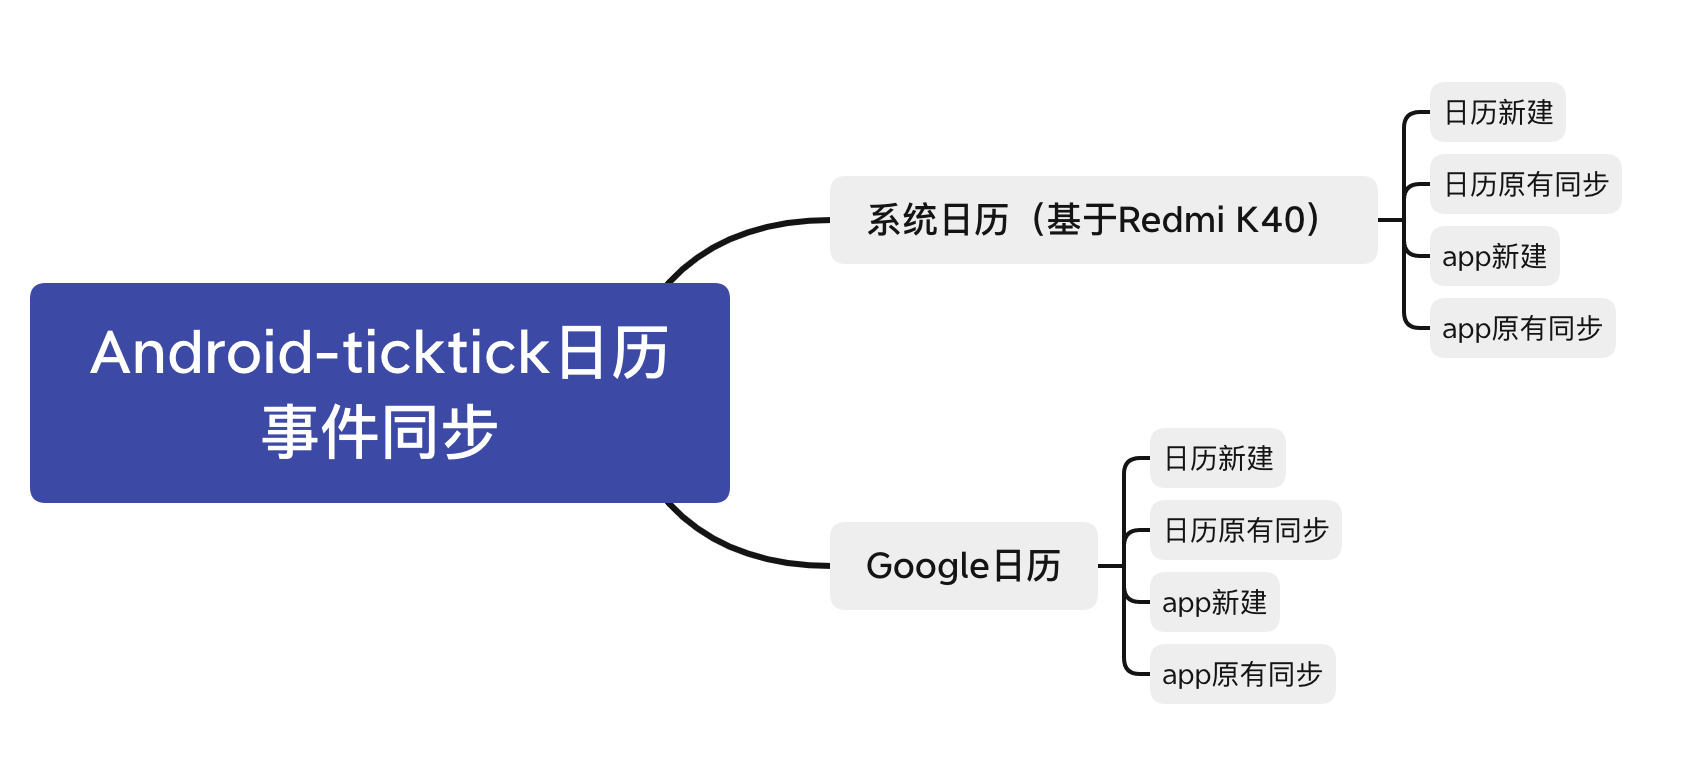 Android-ticktick日历
事件同步
系统日历（基于Redmi K40）
日历新建
日历原有同步
app新建
app原有同步
Google日历
日历新建
日历原有同步
app新建
app原有同步